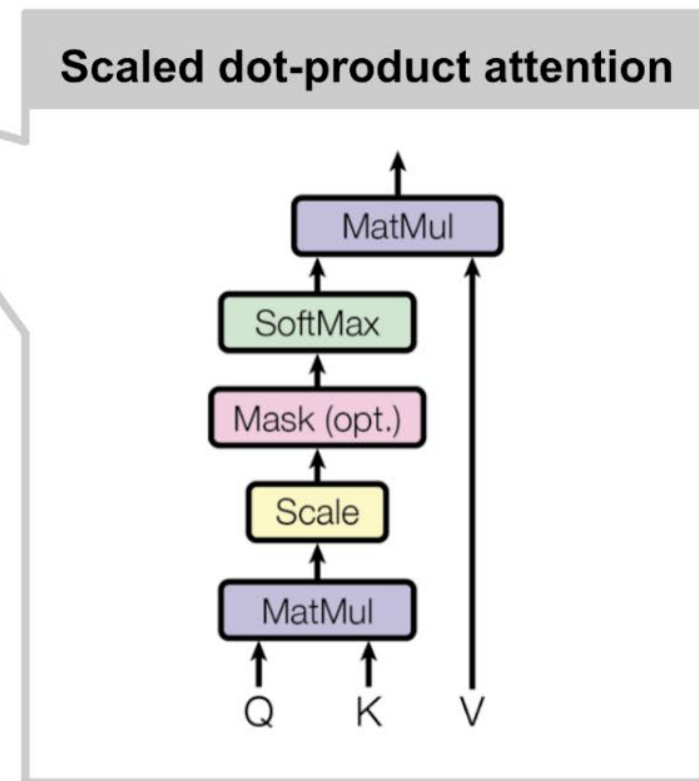 Scaled dot-product attention
MatMul
SoftMax
Mask (opt.)
Scale
MatMul
Q K V